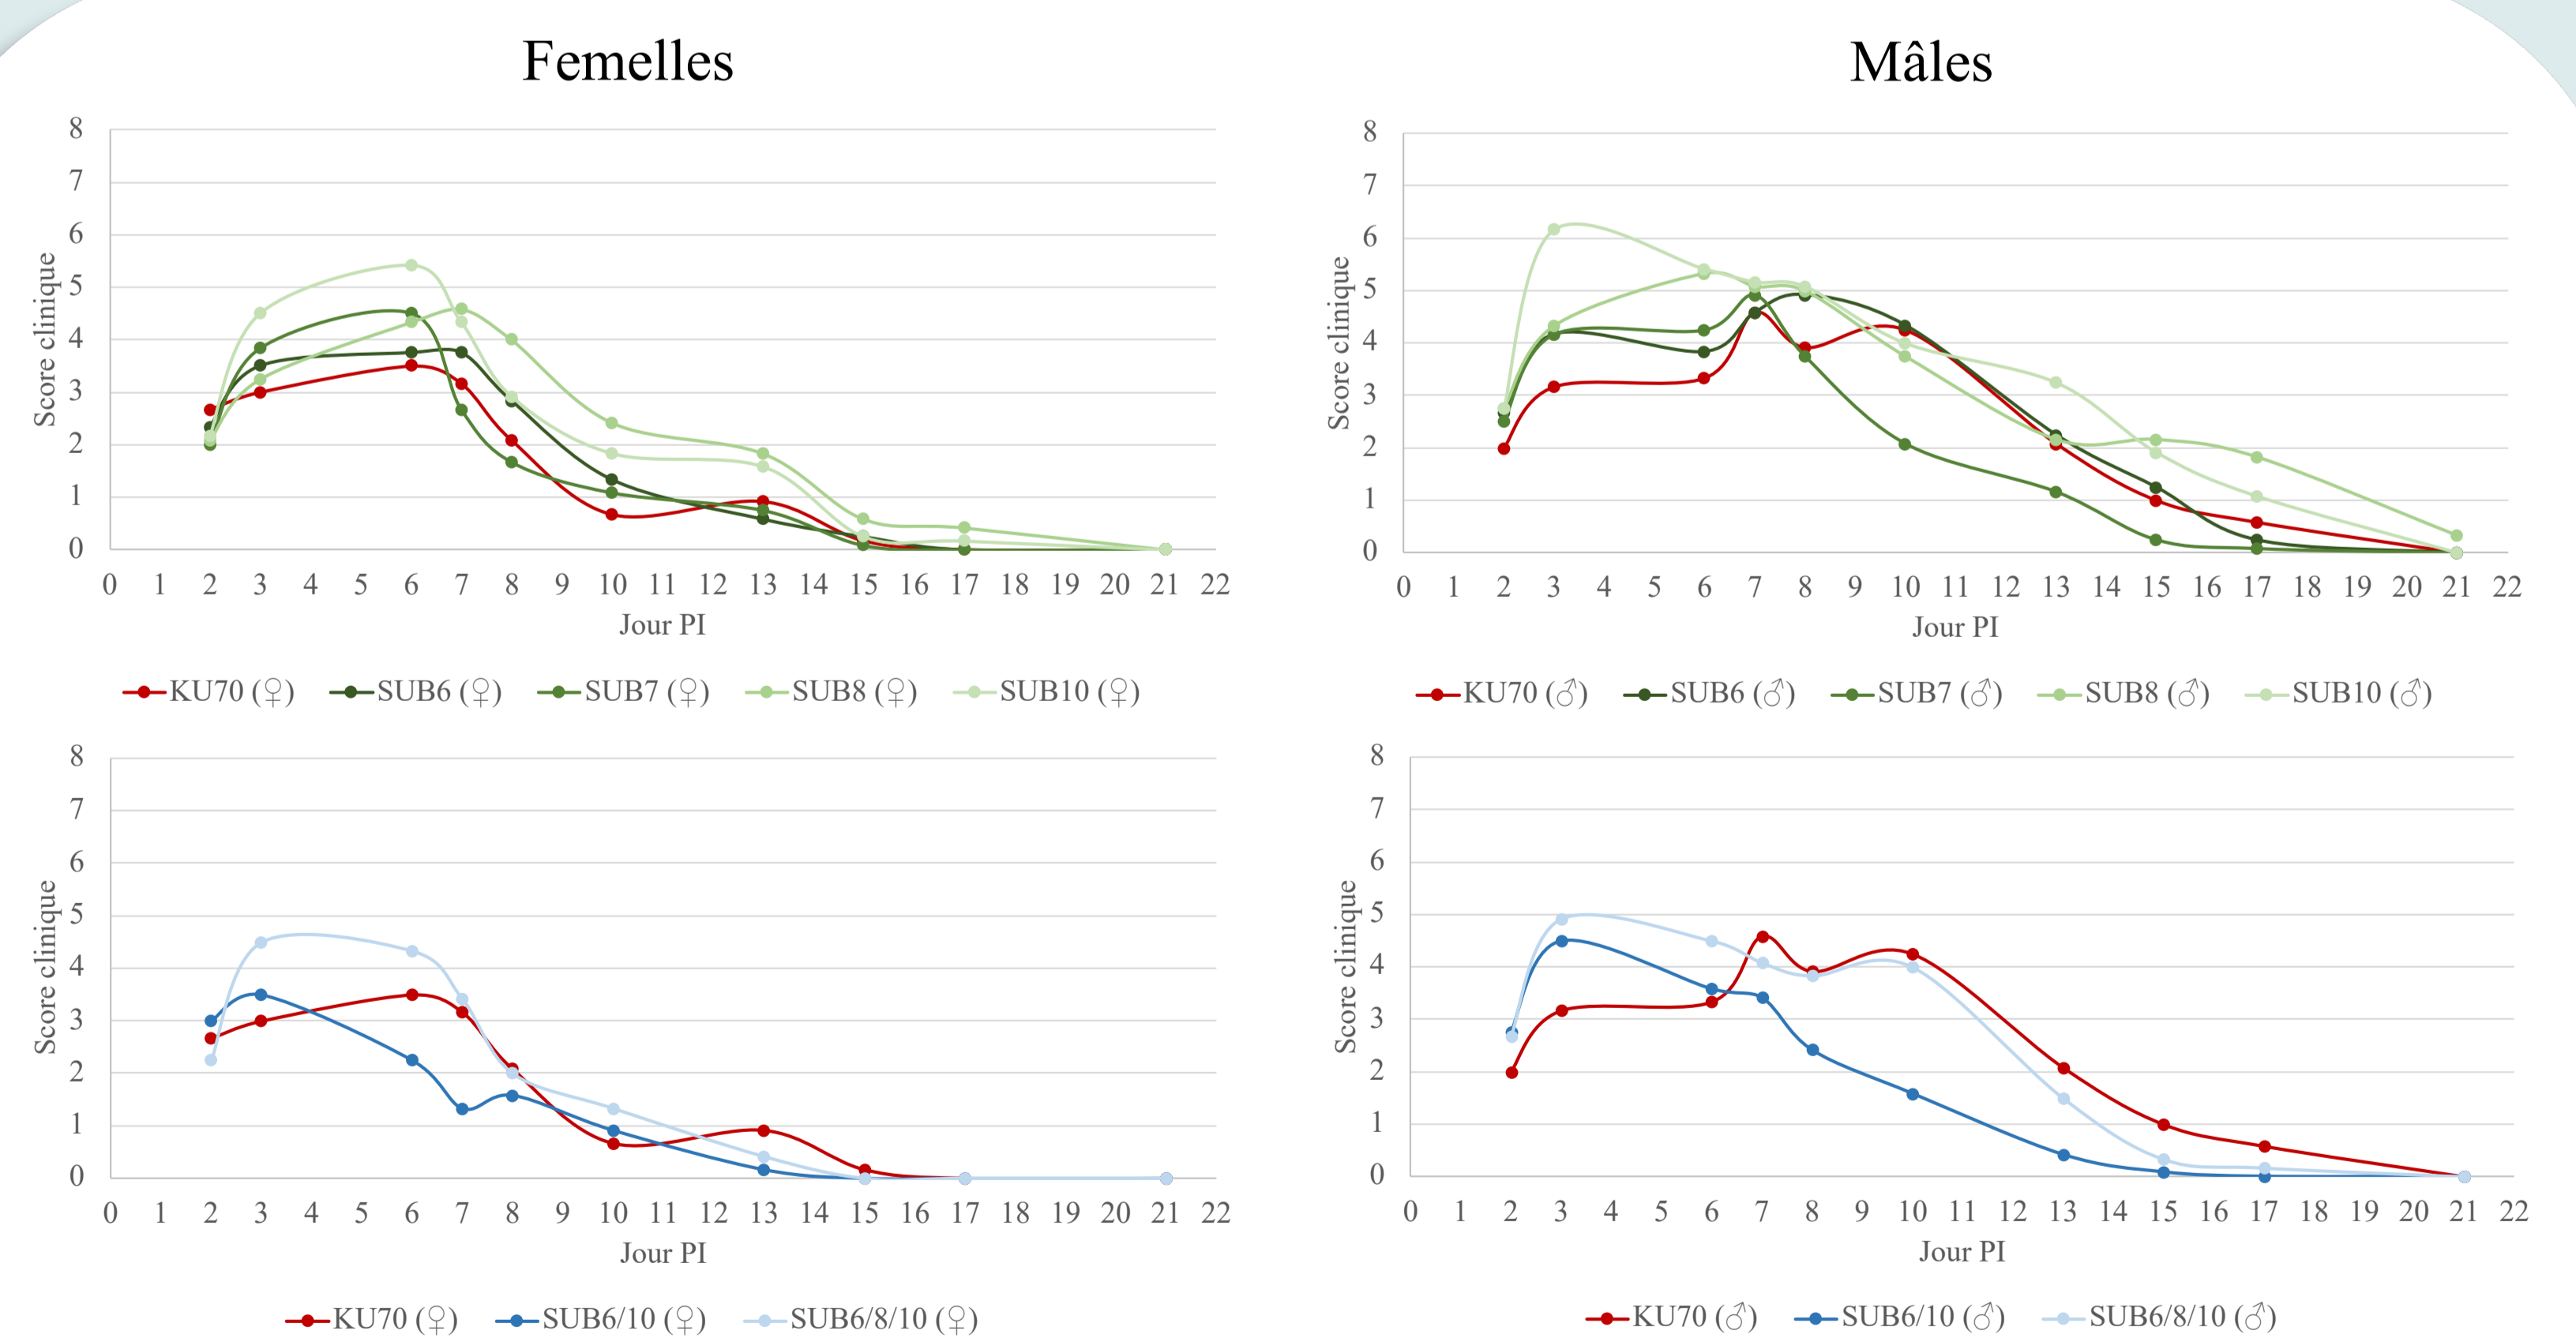 Femelles
Mâles
8
7
6
5
4
3
2
1
0
Score clinique
0 1 2 3 4 5 6 7 8 9 10 11 12 13 14 15 16 17 18 19 20 21 22
Jour PI
KU70 (♀) SUB6 (♀) SUB7 (♀) SUB8 (♀) SUB10 (♀)
8
7
6
5
4
3
2
1
0
Score clinique
0 1 2 3 4 5 6 7 8 9 10 11 12 13 14 15 16 17 18 19 20 21 22
Jour PI
KU70 (♂) SUB6 (♂) SUB7 (♂) SUB8 (♂) SUB10 (♂)
8
7
6
5
4
3
2
1
0
Score clinique
0 1 2 3 4 5 6 7 8 9 10 11 12 13 14 15 16 17 18 19 20 21 22
Jour PI
KU70 (♀) SUB6/10 (♀) SUB6/8/10 (♀)
8
7
6
5
4
3
2
1
0
Score clinique
0 1 2 3 4 5 6 7 8 9 10 11 12 13 14 15 16 17 18 19 20 21 22
Jour PI
KU70 (♂) SUB6/10 (♂) SUB6/8/10 (♂)